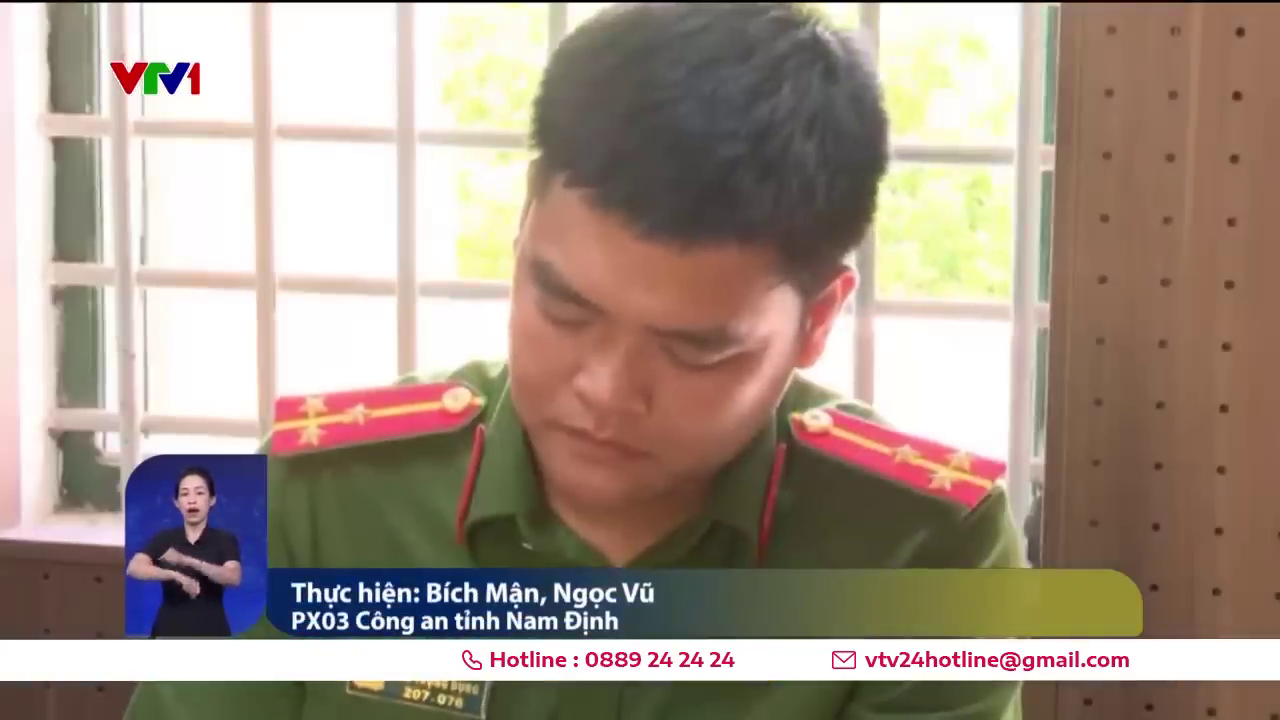 VTV1
Thực hiện: Bích Mận, Ngọc Vũ
PX03 Công an tỉnh Nam Định
Hotline : 0889 24 24 24
vtv24hotline@gmail.com
207-076